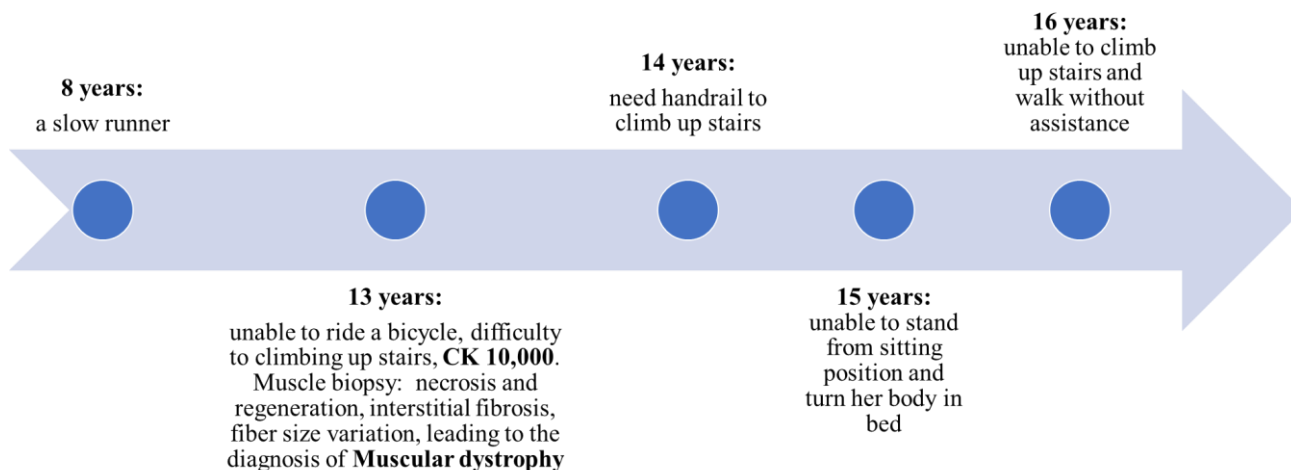 8 years:
a slow runner
13 years:
unable to ride a bicycle, difficulty
to climbing up stairs, CK 10,000.
Muscle biopsy: necrosis and
regeneration, interstitial fibrosis,
fiber size variation, leading to the
diagnosis of Muscular dystrophy
14 years:
need handrail to
climb up stairs
15 years:
unable to stand
from sitting
position and
turn her body in
bed
16 years:
unable to climb
up stairs and
walk without
assistance